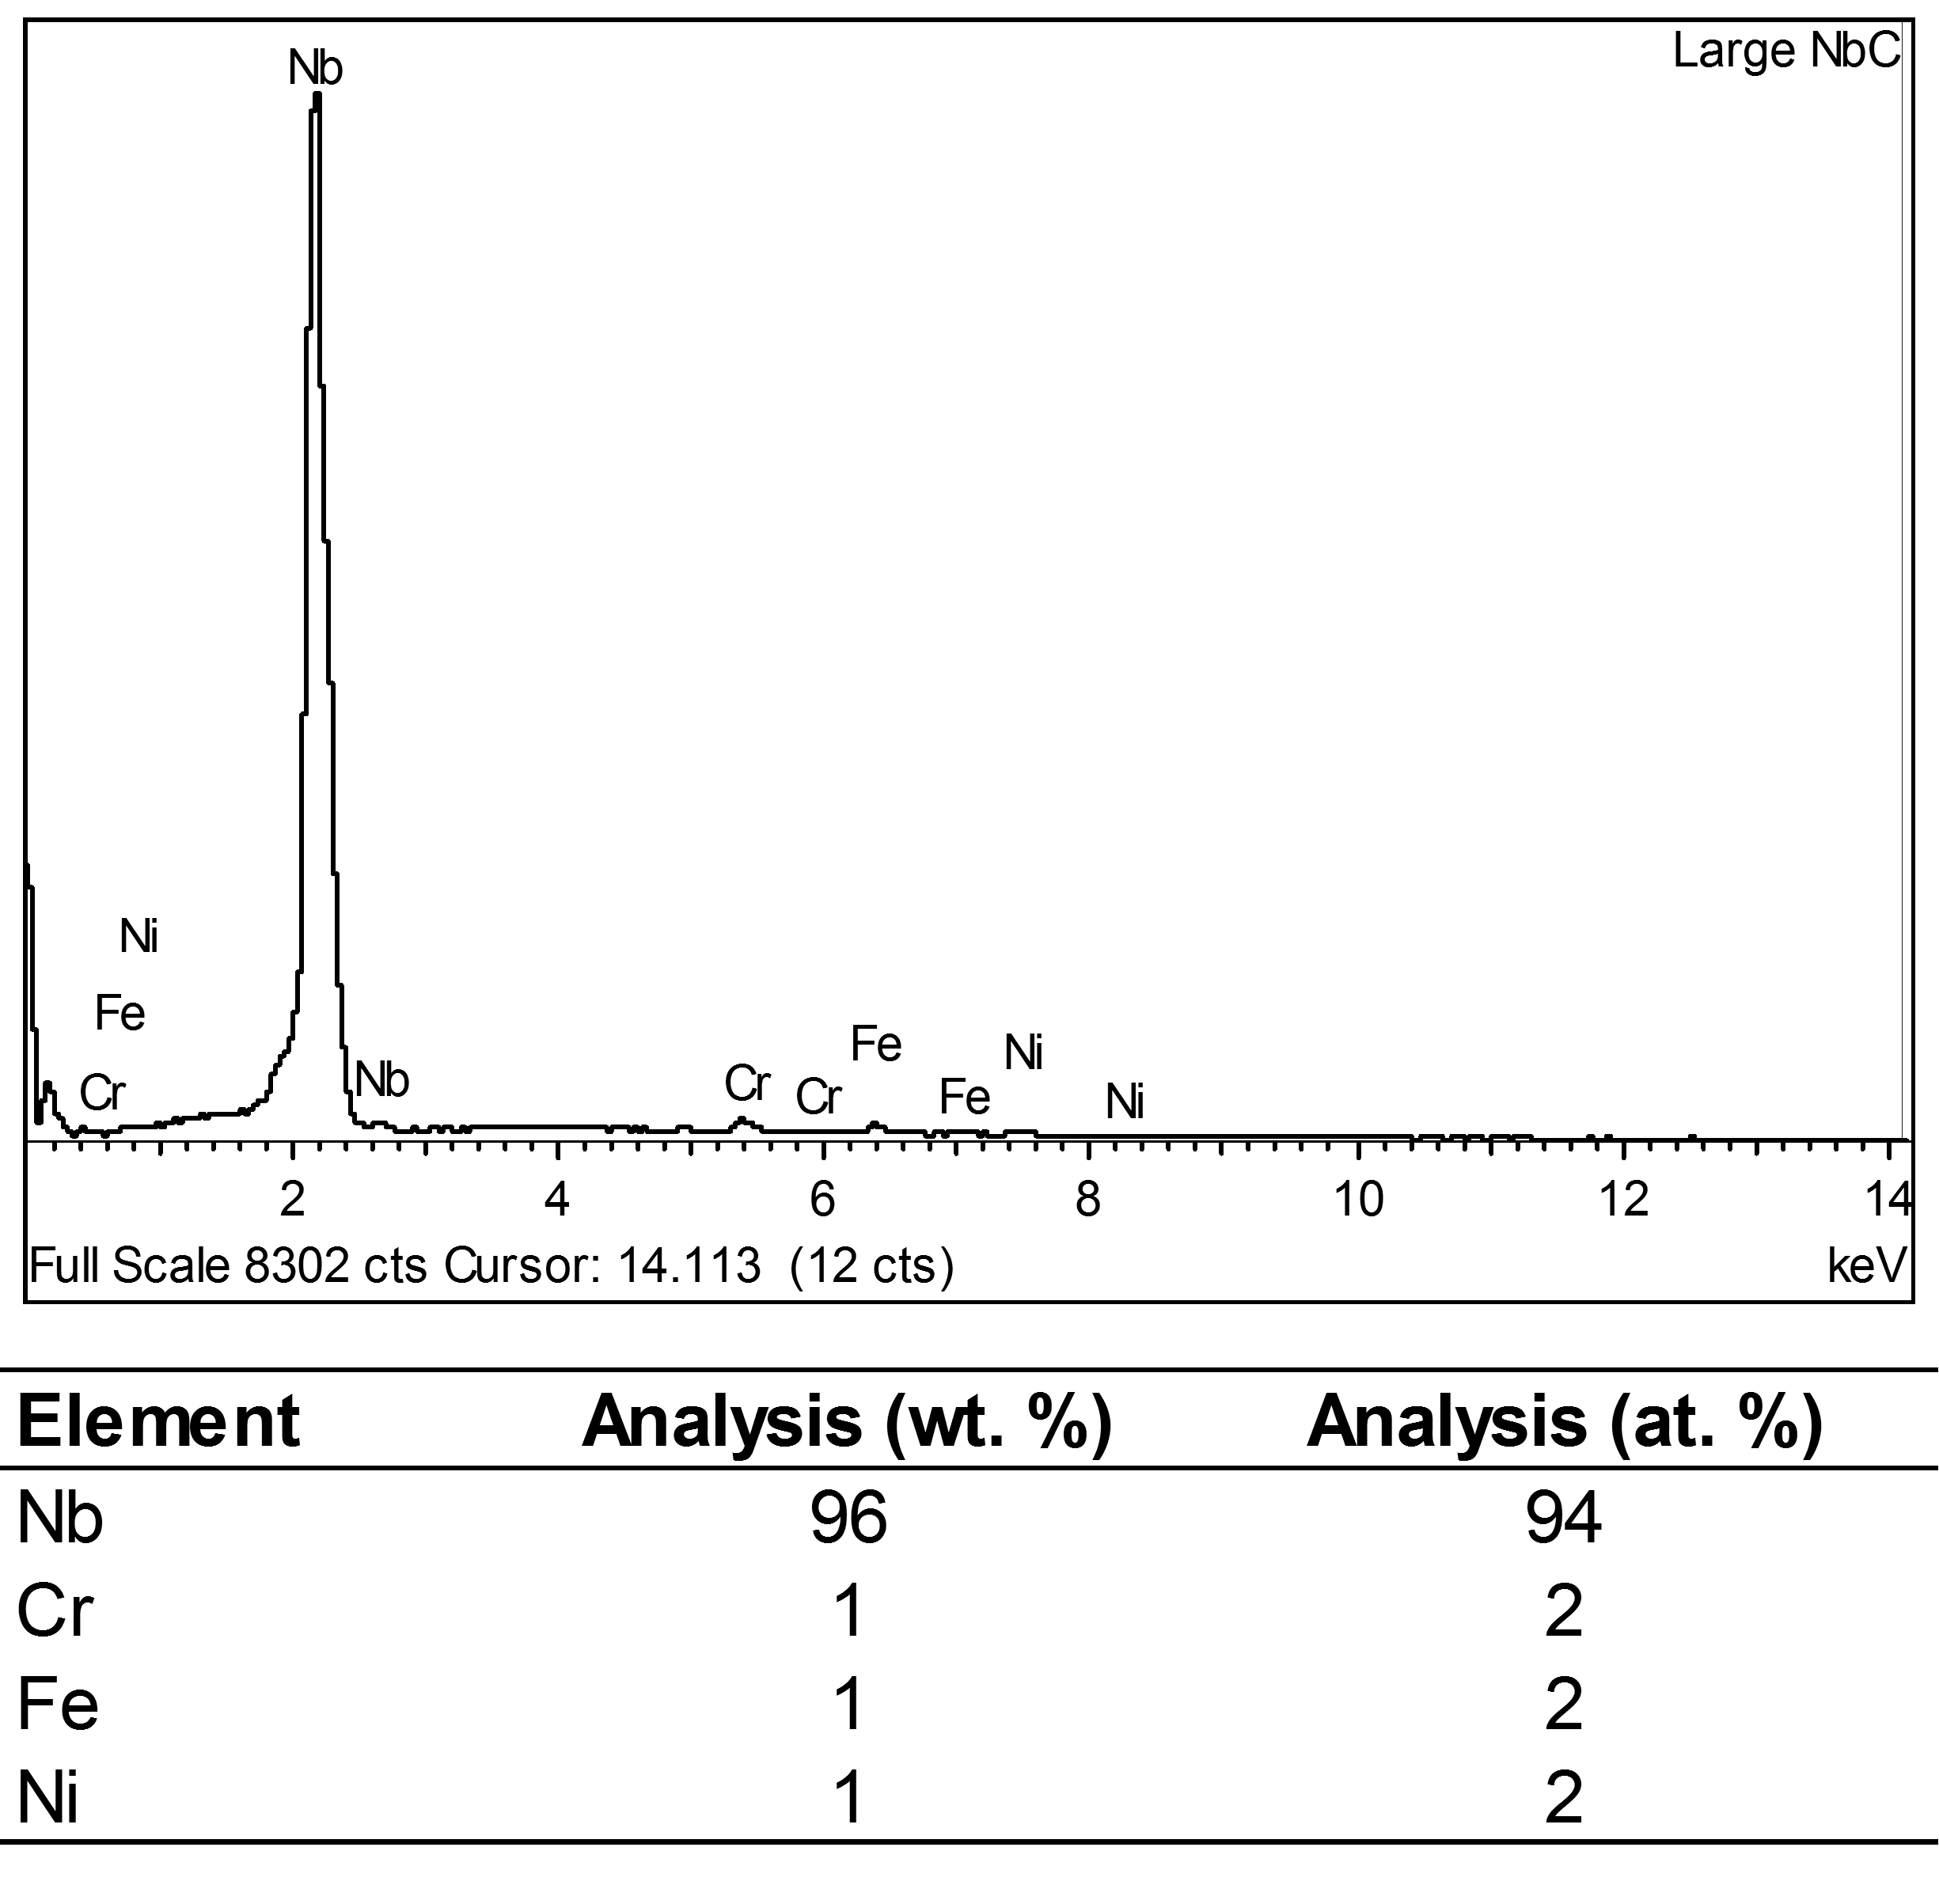 Large NbC
Nb
Ni
Fe
Cr
Nb
Cr
Cr
Fe
Fe
Ni
Ni
2 4 6 8 10 12 14
Full Scale 8302 cts Cursor: 14.113 (12 cts) keV
Element Analysis (wt. %) Analysis (at. %)
Nb 96 94
Cr 1 2
Fe 1 2
Ni 1 2